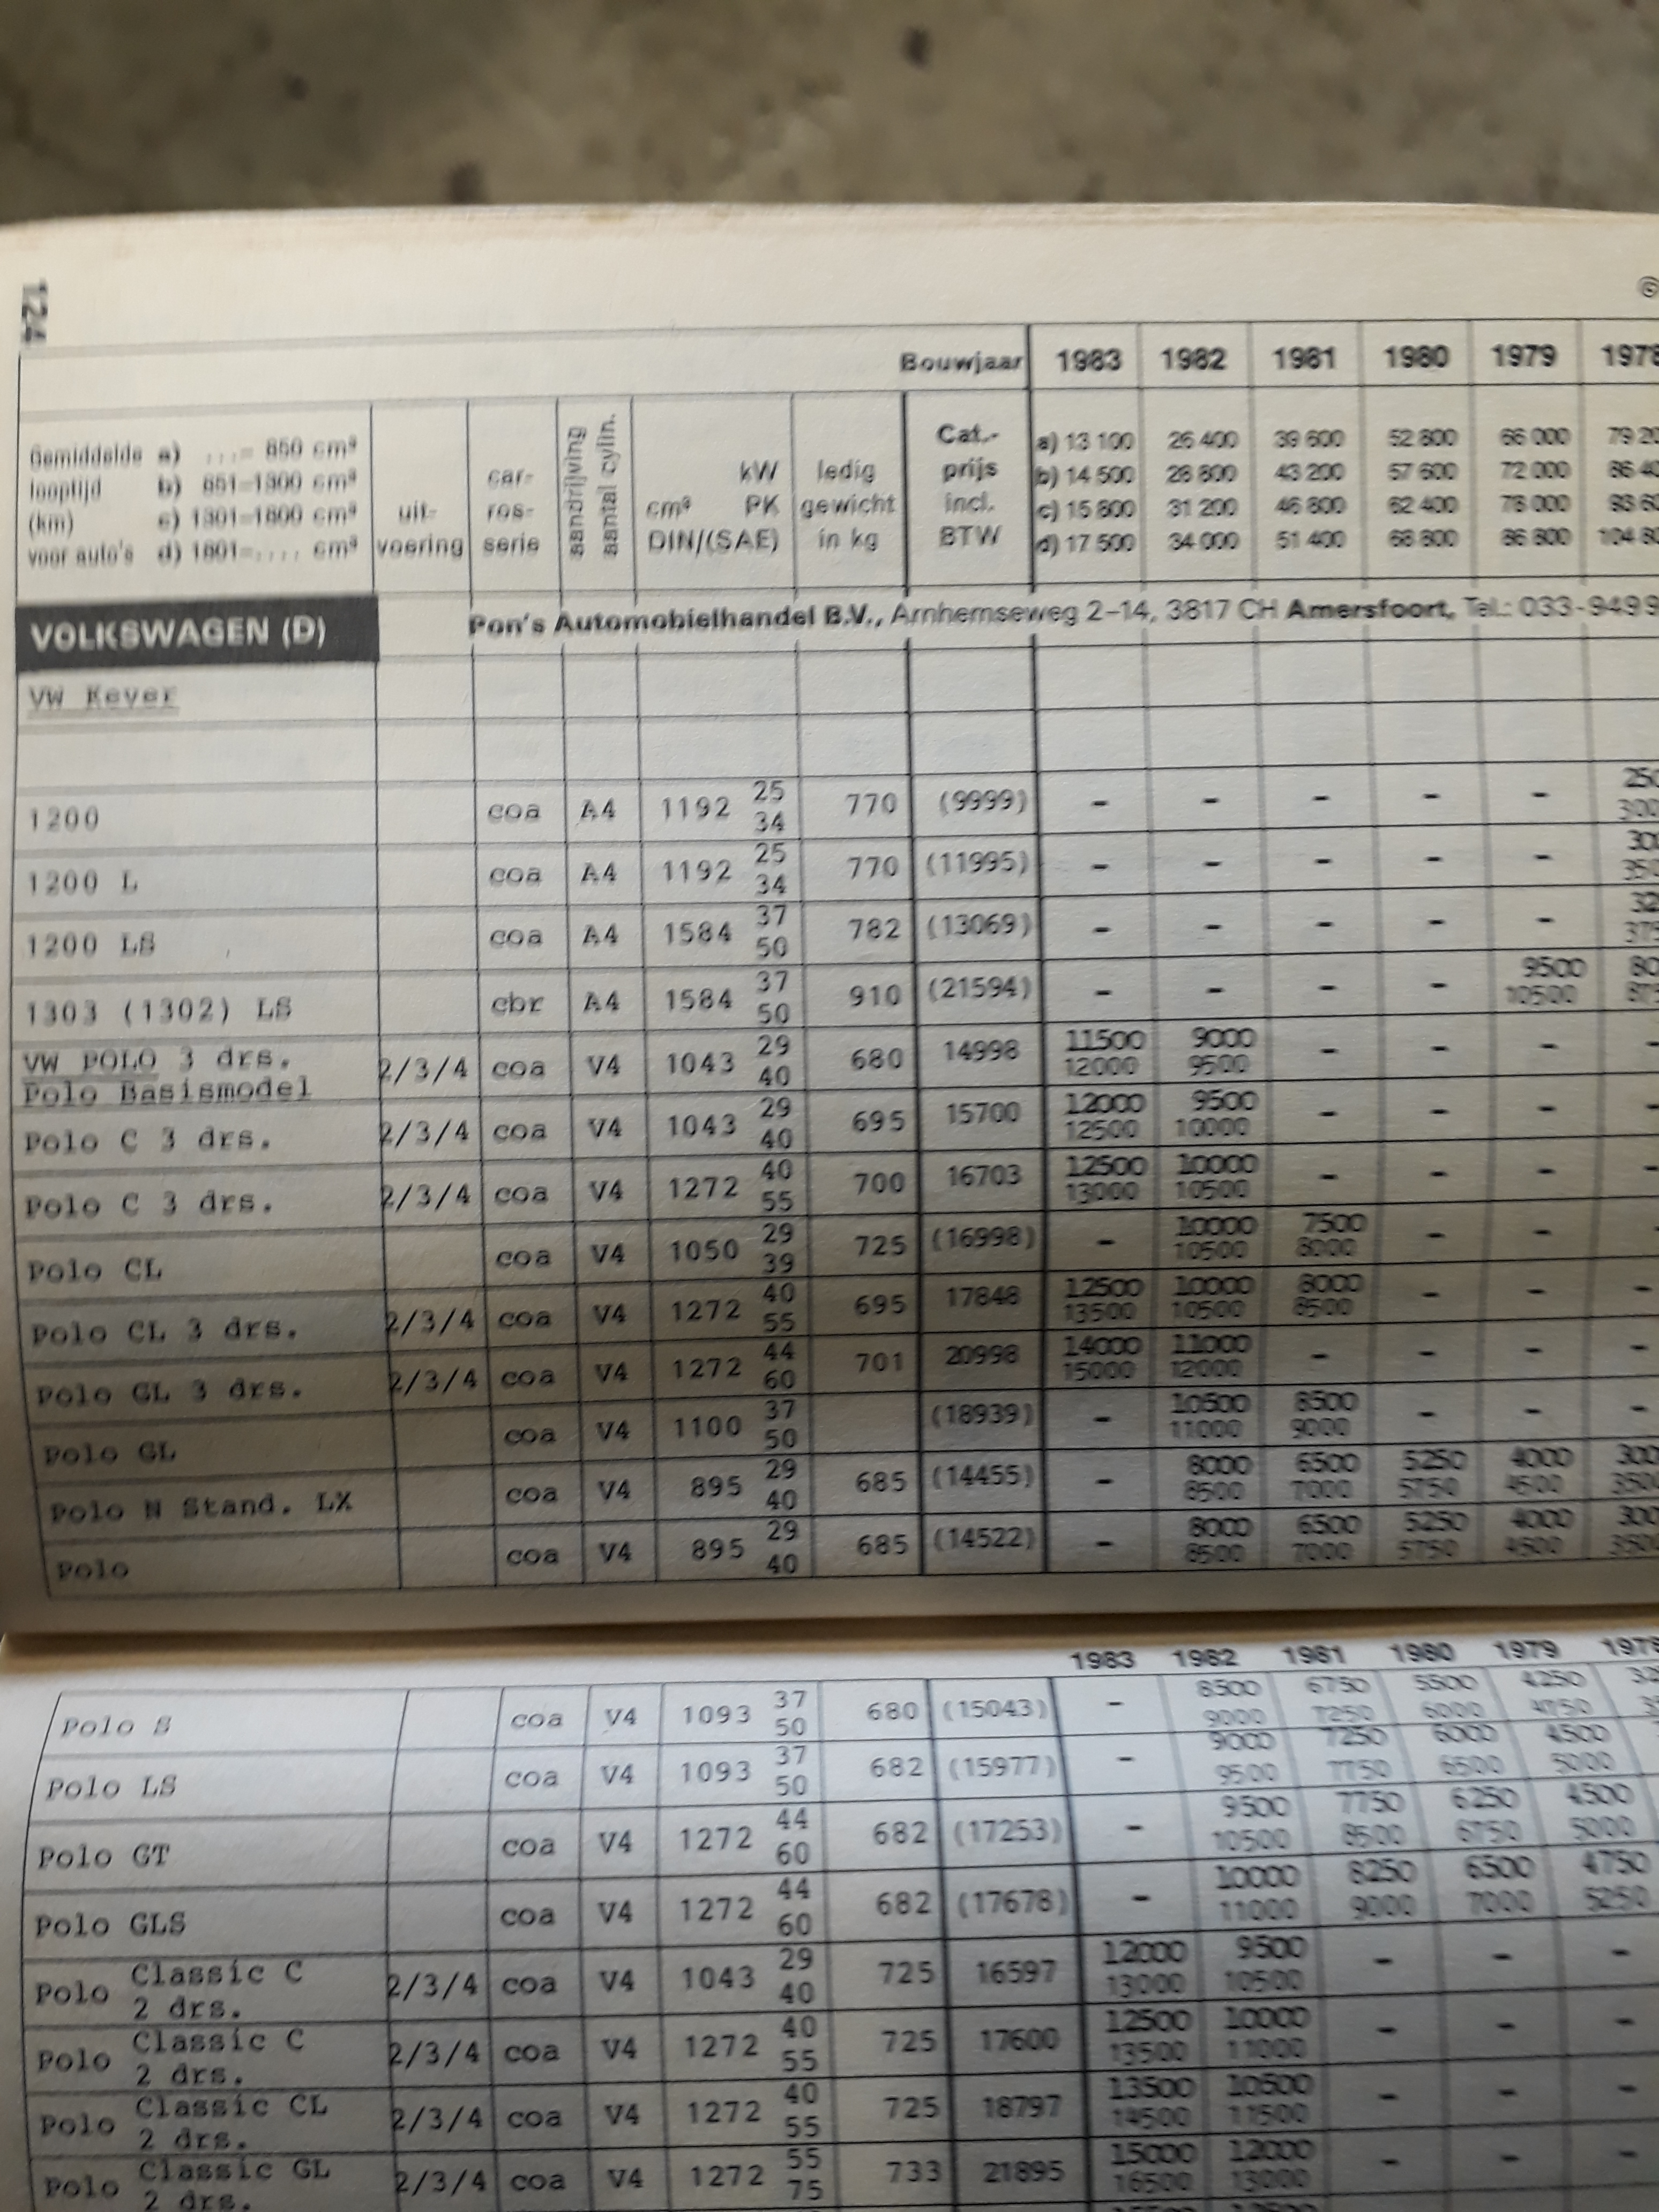 124
©
Bouwjaar 1983 1982 1981 1980 1979 1978
Gemiddelde a) ....= 850 cm³
looptijd b) 851-1300 cm³
(km) c) 1301-1800 cm³
voor auto's d) 1801-.... cm³
uit-
voering
car-
ros-
serie
aandrijving
aantal cylin.
kW
cm³ PK
DIN/(SAE)
ledig
gewicht
in kg
Cat.-
prijs
incl.
BTW
a) 13 100 26 400 39 600 52 800 66 000 79 20
b) 14 500 28 800 43 200 57 600 72 000 86 40
c) 15 800 31 200 46 800 62 400 78 000 93 60
d) 17 500 34 000 51 400 68 800 86 800 104 80
VOLKSWAGEN (D) Pon's Automobielhandel B.V., Arnhemseweg 2-14, 3817 CH Amersfoort, Tel.: 033-9499
VW Kever
1200 coa A4 1192 25 34 770 (9999) - - - - - 250 300
1200 L coa A4 1192 25 34 770 (11995) - - - - - 300 350
1200 LS coa A4 1584 37 50 782 (13069) - - - - - 32 375
1303 (1302) LS cbr A4 1584 37 50 910 (21594) - - - - 9500 10500 80 875
VW POLO 3 drs.
Polo Basismodel 2/3/4 coa V4 1043 29 40 680 14998 11500 12000 9000 9500 - - - -
Polo C 3 drs. 2/3/4 coa V4 1043 29 40 695 15700 12000 12500 9500 10000 - - - -
Polo C 3 drs. 2/3/4 coa V4 1272 40 55 700 16703 12500 13000 10000 10500 - - - -
Polo CL coa V4 1050 29 39 725 (16998) - 10000 10500 7500 8000 - - -
Polo CL 3 drs. 2/3/4 coa V4 1272 40 55 695 17848 12500 13500 10000 10500 8000 8500 - - -
Polo GL 3 drs. 2/3/4 coa V4 1272 44 60 701 20998 14000 15000 11000 12000 - - - -
Polo GL coa V4 1100 37 50 (18939) - 10500 11000 8500 9000 - - -
Polo N Stand. LX coa V4 895 29 40 685 (14455) - 8000 8500 6500 7000 5250 5750 4000 4500 300 3500
Polo coa V4 895 29 40 685 (14522) - 8000 8500 6500 7000 5250 5750 4000 4500 300 3500
1983 1982 1981 1980 1979 1978
Polo S coa V4 1093 37 50 680 (15043) - 8500 9000 6750 7250 5500 6000 4250 4750
Polo LS coa V4 1093 37 50 682 (15977) - 9000 9500 7250 7750 6000 6500 4500 5000
Polo GT coa V4 1272 44 60 682 (17253) - 9500 10500 7750 8500 6250 6750 4500 5000
Polo GLS coa V4 1272 44 60 682 (17678) - 10000 11000 8250 9000 6500 7000 4750 5250
Polo Classic C 2 drs. 2/3/4 coa V4 1043 29 40 725 16597 12000 13000 9500 10500 - - -
Polo Classic C 2 drs. 2/3/4 coa V4 1272 40 55 725 17600 12500 13500 10000 11000 - - -
Polo Classic CL 2 drs. 2/3/4 coa V4 1272 40 55 725 18797 13500 14500 10500 11500 - - -
Polo Classic GL 2 drs. 2/3/4 coa V4 1272 55 75 733 21895 15000 16500 12000 13000 - - -